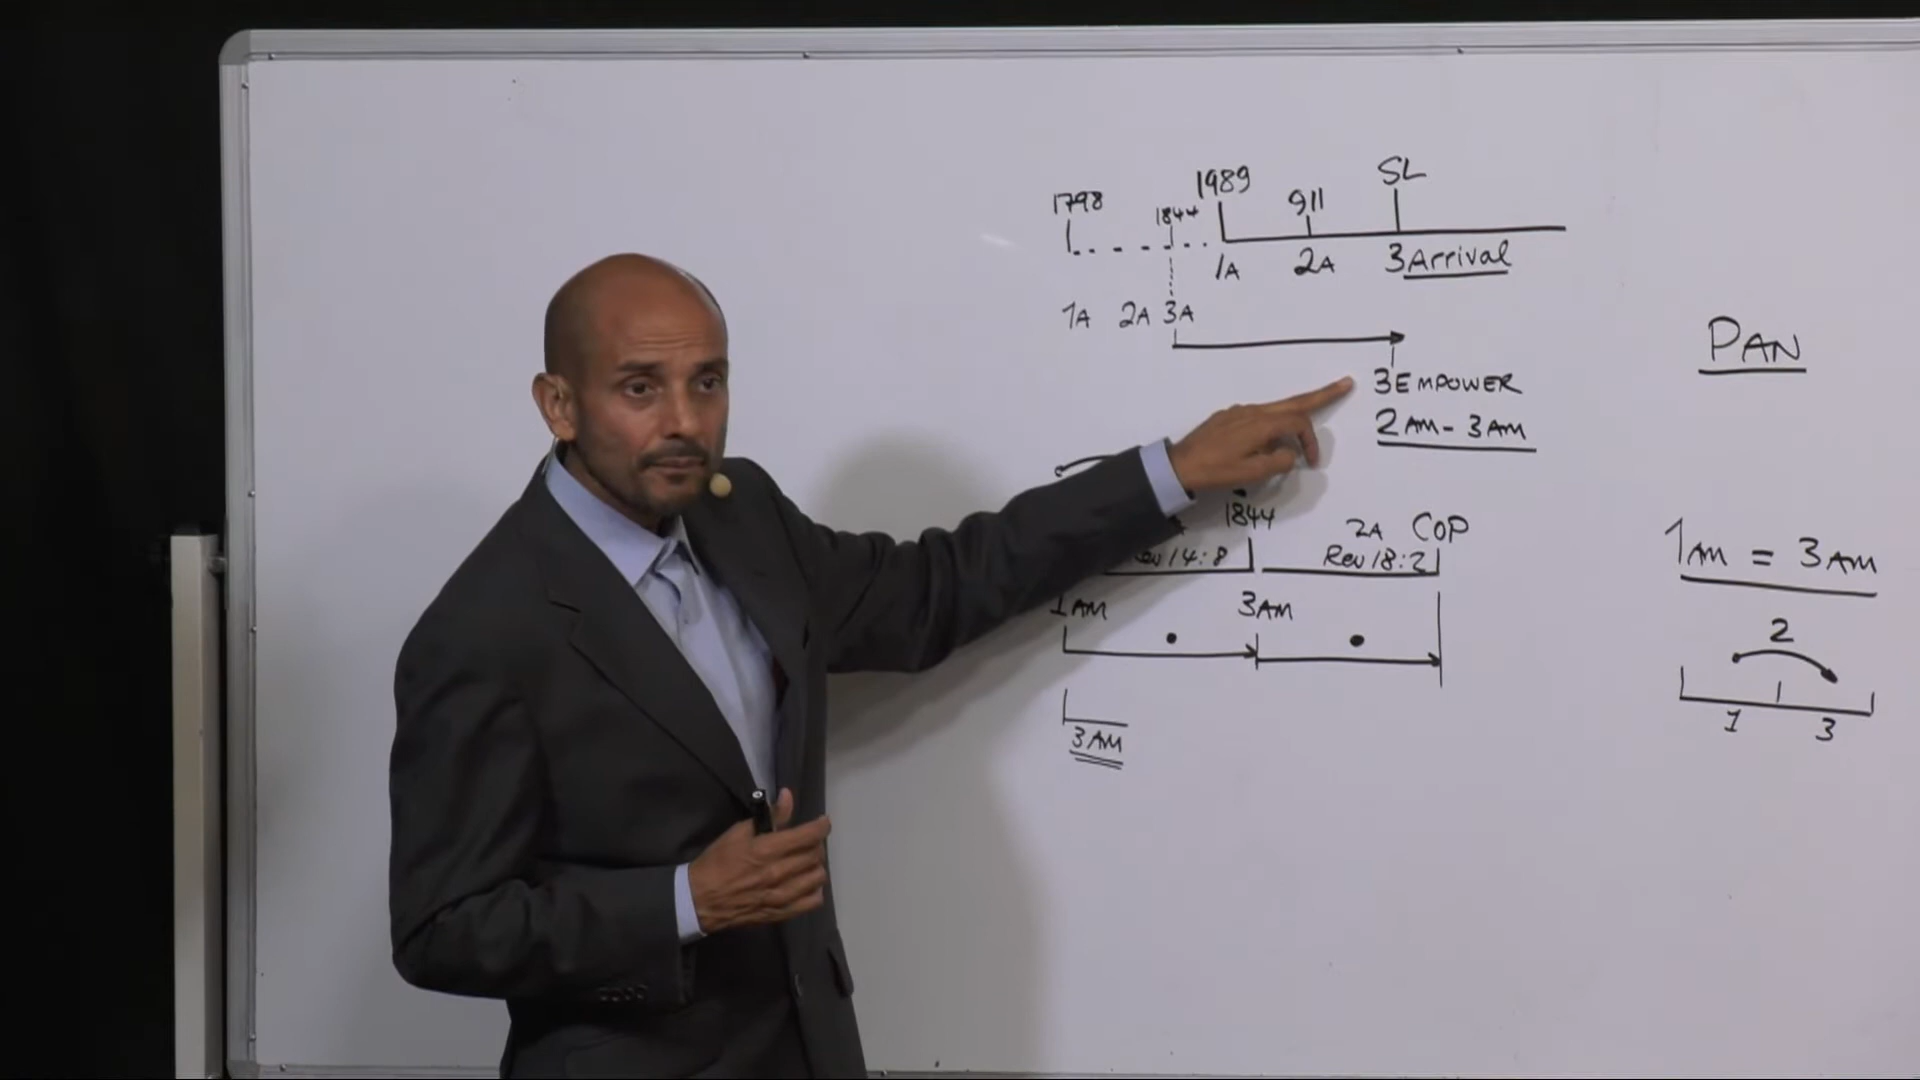 SL
1989
1798
911
1844
1A 2A 3Arrival
1A 2A 3A
PAN
3EMPOWER
2AM - 3AM
1844
2A COP
Rev 18:2
1AM = 3AM
1AM 3AM
2
1 3
3AM